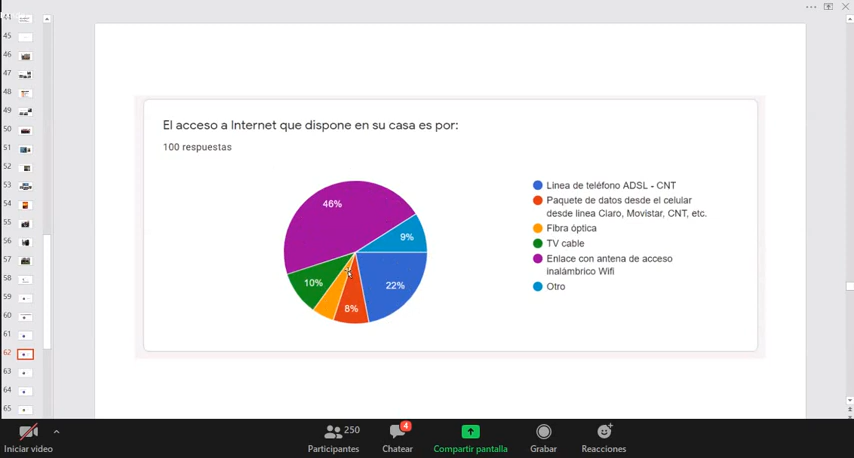 44
45
46
47
48
49
50
51
52
53
54
55
56
57
58
59
60
61
62
63
64
65
El acceso a Internet que dispone en su casa es por:
100 respuestas
46%
9%
22%
8%
10%
Linea de teléfono ADSL - CNT
Paquete de datos desde el celular
desde linea Claro, Movistar, CNT, etc.
Fibra óptica
TV cable
Enlace con antena de acceso
inalámbrico Wifi
Otro
250
4
Iniciar video
Participantes
Chatear
Compartir pantalla
Grabar
Reacciones